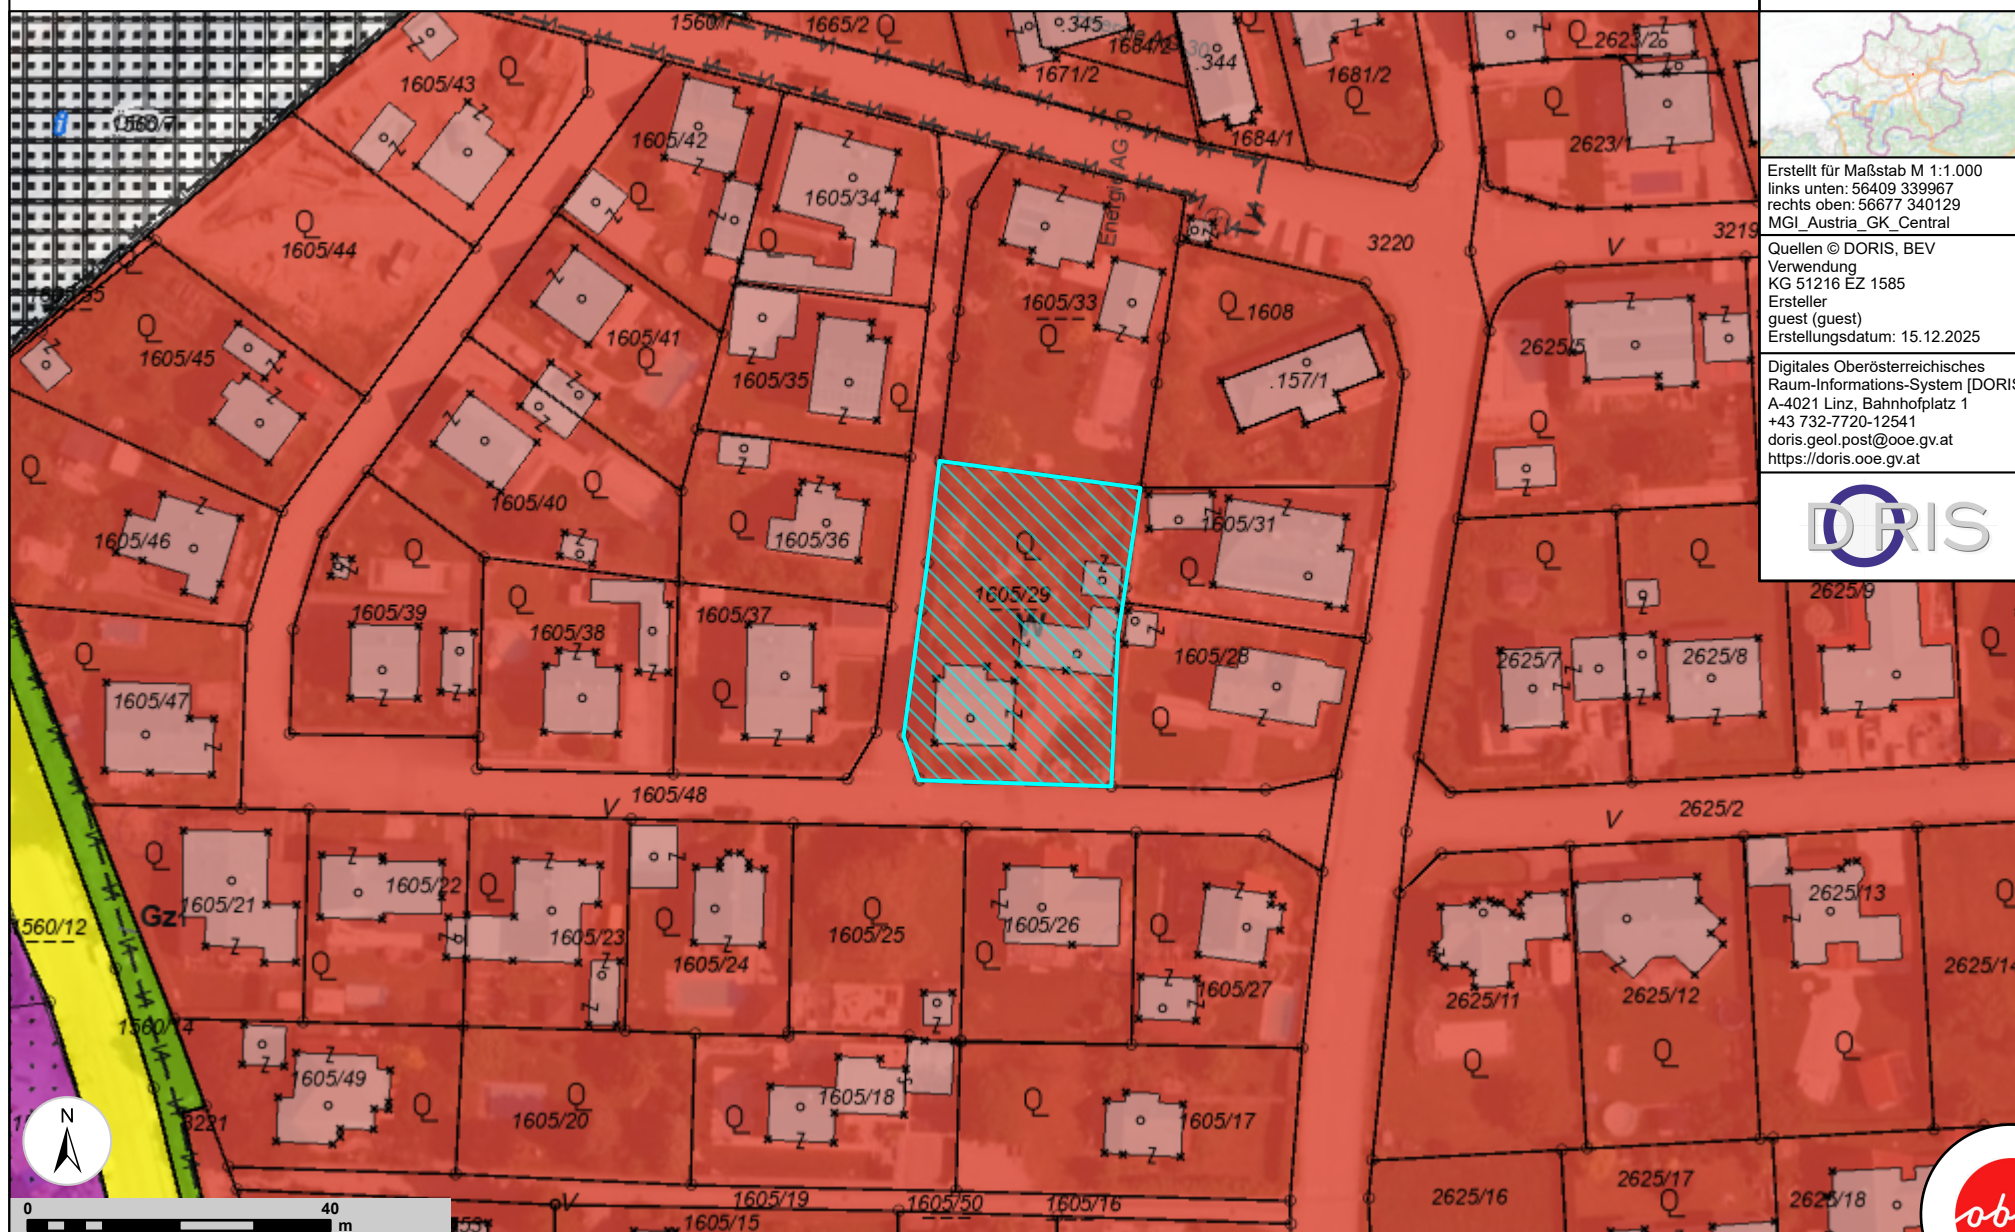 1560/7
1665/2
.345
1684/2
.344
1671/2
1681/2
1684/1
2623/2
2623/1
Energie AG 30
1605/43
1560/7
1605/42
1605/34
1605/44
1605/33
1608
3220
V
3219
1605/45
1605/41
1605/35
.157/1
2625/5
1605/46
1605/40
1605/36
1605/31
1605/39
1605/38
1605/37
1605/29
1605/28
2625/7
2625/8
2625/9
1605/47
1605/48
V
V
2625/2
1605/21
1605/22
1605/23
1605/24
1605/25
1605/26
1605/27
2625/11
2625/12
2625/13
2625/14
Gz1
1560/12
1560/14
3221
1605/49
1605/20
1605/18
1605/17
V
1605/19
1605/50
1605/16
1605/15
2625/16
2625/17
2625/18
N
0 40
m
Erstellt für Maßstab M 1:1.000
links unten: 56409 339967
rechts oben: 56677 340129
MGI_Austria_GK_Central
Quellen © DORIS, BEV
Verwendung
KG 51216 EZ 1585
Ersteller
guest (guest)
Erstellungsdatum: 15.12.2025
Digitales Oberösterreichisches
Raum-Informations-System [DORIS
A-4021 Linz, Bahnhofplatz 1
+43 732-7720-12541
doris.geol.post@ooe.gv.at
https://doris.ooe.gv.at
DORIS
ob